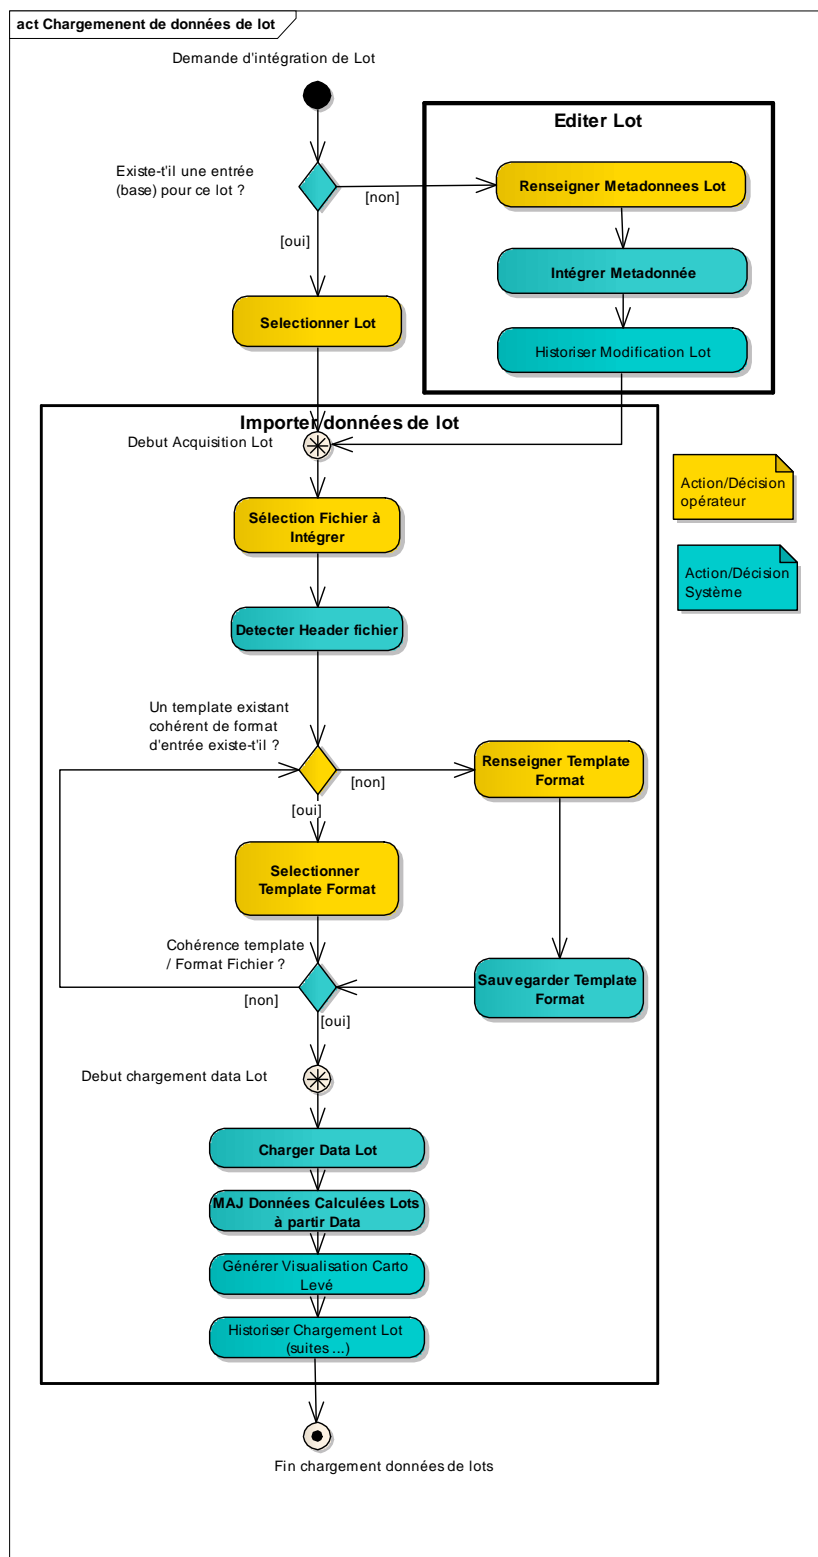 act Chargemenent de données de lot
Demande d'intégration de Lot
Editer Lot
Existe-t'il une entrée
(base) pour ce lot ?
[non]
[oui]
Renseigner Metadonnees Lot
Intégrer Metadonnée
Historiser Modification Lot
Selectionner Lot
Importer données de lot
Debut Acquisition Lot
Sélection Fichier à
Intégrer
Detecter Header fichier
Action/Décision
opérateur
Action/Décision
Système
Un template existant
cohérent de format
d'entrée existe-t'il ?
[non]
[oui]
Renseigner Template
Format
Selectionner
Template Format
Cohérence template
/ Format Fichier ?
[non]
[oui]
Sauvegarder Template
Format
Debut chargement data Lot
Charger Data Lot
MAJ Données Calculées Lots
à partir Data
Générer Visualisation Carto
Levé
Historiser Chargement Lot
(suites ...)
Fin chargement données de lots